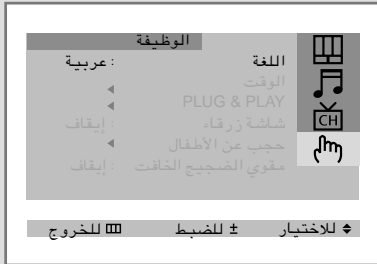 الوظيفة
اللغة : عربية
الوقت
PLUG & PLAY
شاشة زرقاء : إيقاف
حجب عن الأطفال
مقوي الضجيج الخافت : إيقاف
CH
للاختيار ± للضبط للخروج